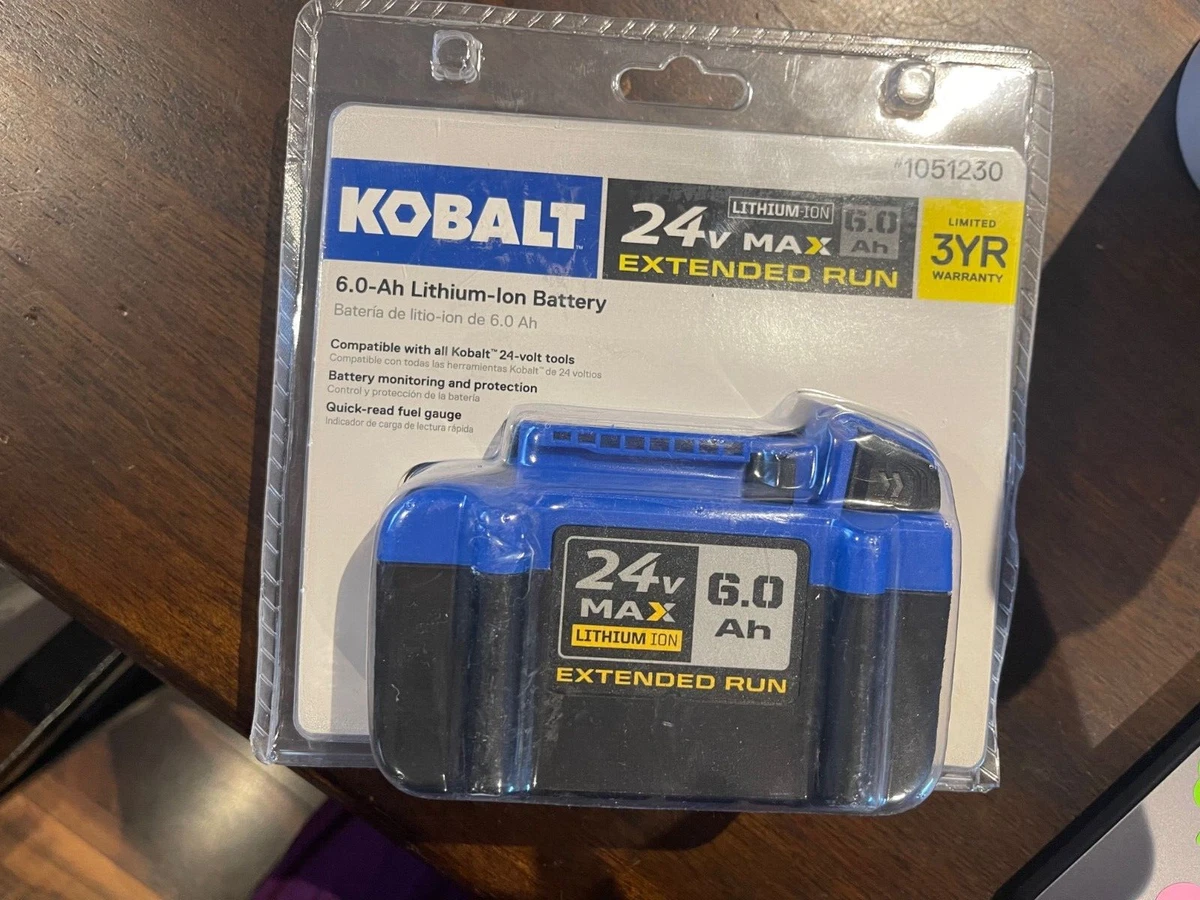 #1051230
KOBALT™
24V MAX LITHIUM-ION 6.0 Ah
EXTENDED RUN
LIMITED
3YR
WARRANTY
6.0-Ah Lithium-Ion Battery
Batería de litio-ion de 6.0 Ah
Compatible with all Kobalt™ 24-volt tools
Compatible con todas las herramientas Kobalt™ de 24 voltios
Battery monitoring and protection
Control y protección de la batería
Quick-read fuel gauge
Indicador de carga de lectura rápida
24V
MAX
LITHIUM ION
6.0
Ah
EXTENDED RUN